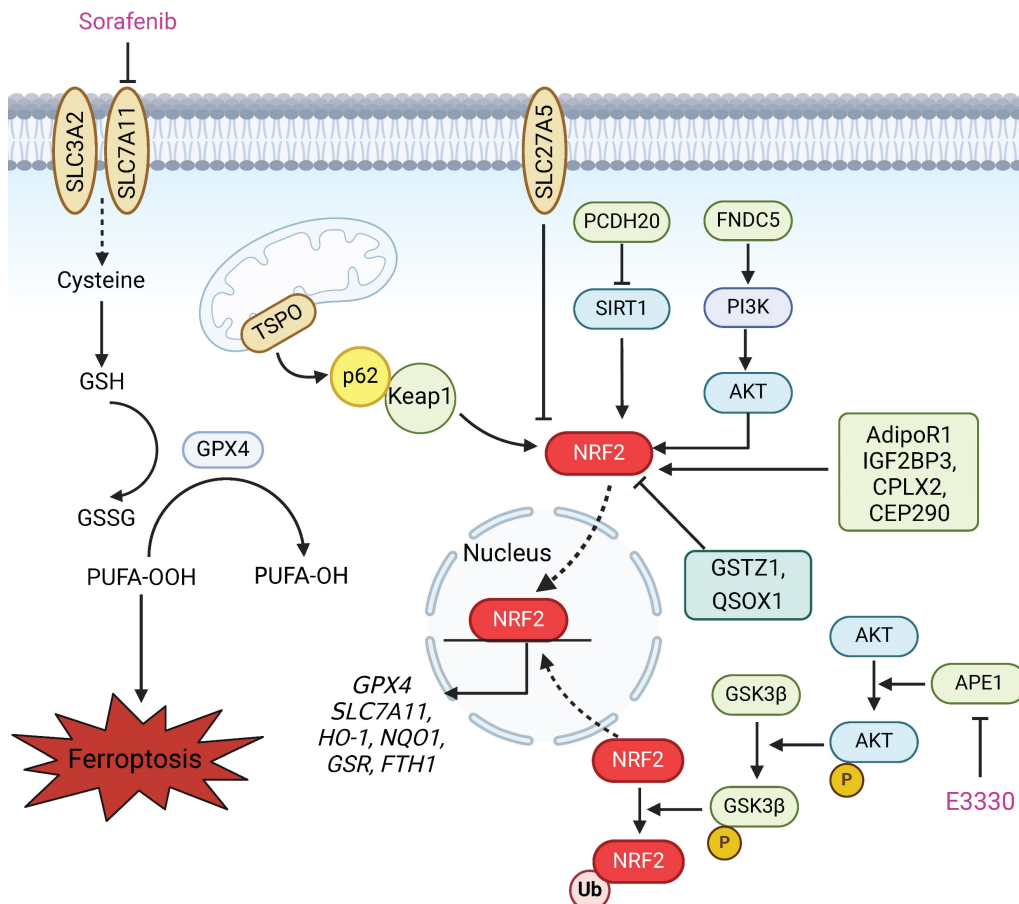 Sorafenib
SLC3A2
SLC7A11
SLC27A5
PCDH20
FNDC5
Cysteine
SIRT1
PI3K
TSPO
p62
Keap1
AKT
GSH
GPX4
NRF2
AdipoR1
IGF2BP3,
CPLX2,
CEP290
GSSG
PUFA-OOH
PUFA-OH
Nucleus
GSTZ1,
QSOX1
NRF2
AKT
APE1
GSK3β
GPX4
SLC7A11,
HO-1, NQO1,
GSR, FTH1
Ferroptosis
NRF2
AKT
P
E3330
GSK3β
P
NRF2
Ub